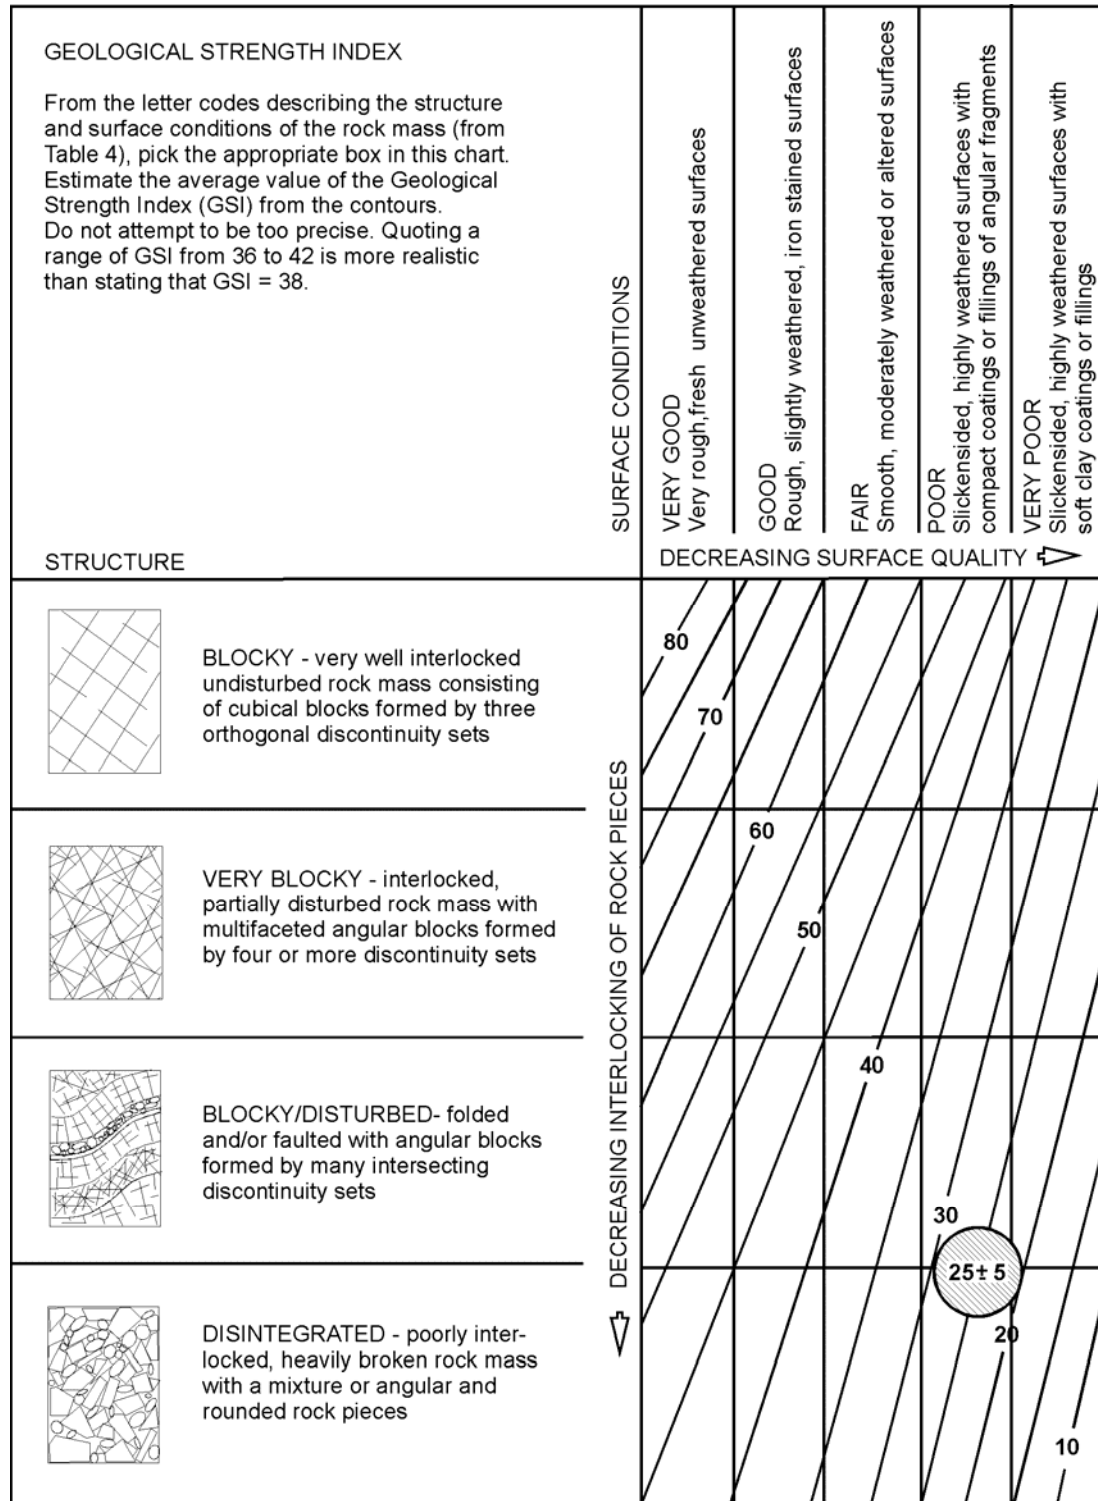 GEOLOGICAL STRENGTH INDEX
From the letter codes describing the structure
and surface conditions of the rock mass (from
Table 4), pick the appropriate box in this chart.
Estimate the average value of the Geological
Strength Index (GSI) from the contours.
Do not attempt to be too precise. Quoting a
range of GSI from 36 to 42 is more realistic
than stating that GSI = 38.
SURFACE CONDITIONS
VERY GOOD
Very rough,fresh unweathered surfaces
GOOD
Rough, slightly weathered, iron stained surfaces
FAIR
Smooth, moderately weathered or altered surfaces
POOR
Slickensided, highly weathered surfaces with
compact coatings or fillings of angular fragments
VERY POOR
Slickensided, highly weathered surfaces with
soft clay coatings or fillings
STRUCTURE
DECREASING SURFACE QUALITY
BLOCKY - very well interlocked
undisturbed rock mass consisting
of cubical blocks formed by three
orthogonal discontinuity sets
VERY BLOCKY - interlocked,
partially disturbed rock mass with
multifaceted angular blocks formed
by four or more discontinuity sets
BLOCKY/DISTURBED- folded
and/or faulted with angular blocks
formed by many intersecting
discontinuity sets
DISINTEGRATED - poorly inter-
locked, heavily broken rock mass
with a mixture or angular and
rounded rock pieces
DECREASING INTERLOCKING OF ROCK PIECES
80
70
60
50
40
30
25± 5
20
10